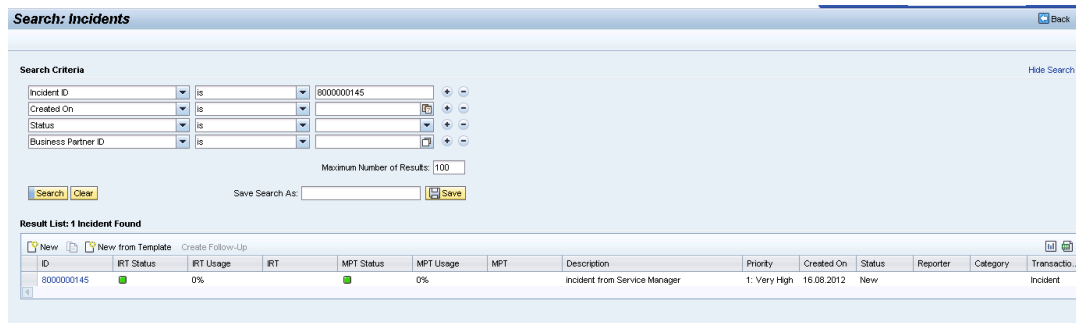 Search: Incidents
Back
Search Criteria
Hide Search
Incident ID is 8000000145
Created On is
Status is
Business Partner ID is
Maximum Number of Results: 100
Search Clear Save Search As: Save
Result List: 1 Incident Found
New New from Template Create Follow-Up
ID IRT Status IRT Usage IRT MPT Status MPT Usage MPT Description Priority Created On Status Reporter Category Transactio...
8000000145 0% 0% incident from Service Manager 1: Very High 16.08.2012 New Incident